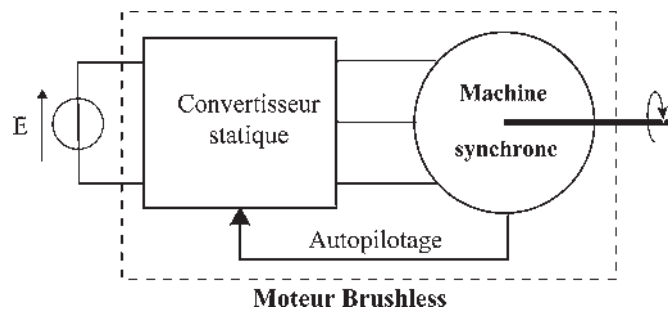 Convertisseur
statique
Machine
synchrone
E
Autopilotage
Moteur Brushless